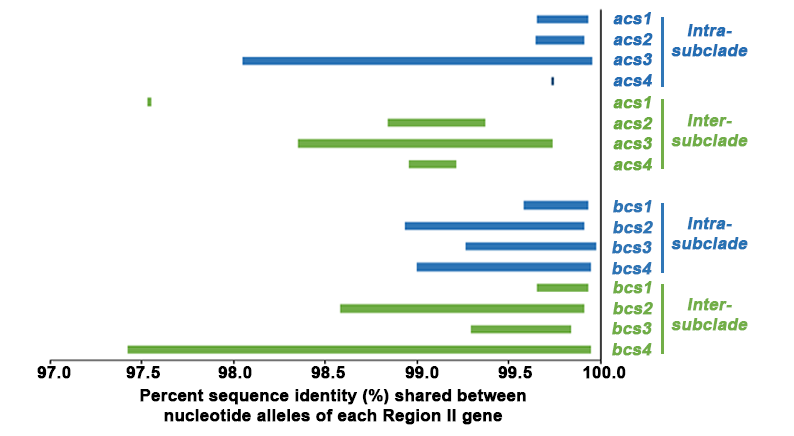 acs1
acs2
acs3
acs4
Intra-
subclade
acs1
acs2
acs3
acs4
Inter-
subclade
bcs1
bcs2
bcs3
bcs4
Intra-
subclade
bcs1
bcs2
bcs3
bcs4
Inter-
subclade
97.0 97.5 98.0 98.5 99.0 99.5 100.0
Percent sequence identity (%) shared between
nucleotide alleles of each Region II gene